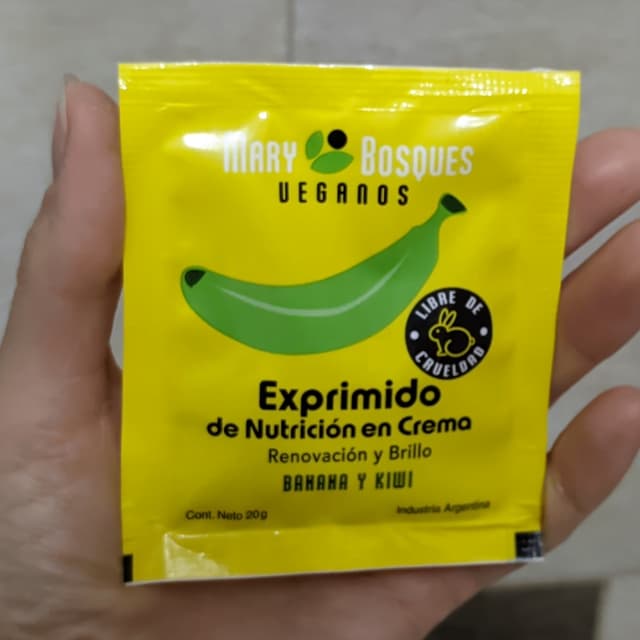 MARY BOSQUES
VEGANOS
LIBRE DE
CRUELDAD
Exprimido
de Nutrición en Crema
Renovación y Brillo
BANANA Y KIWI
Cont. Neto 20g
Industria Argentina